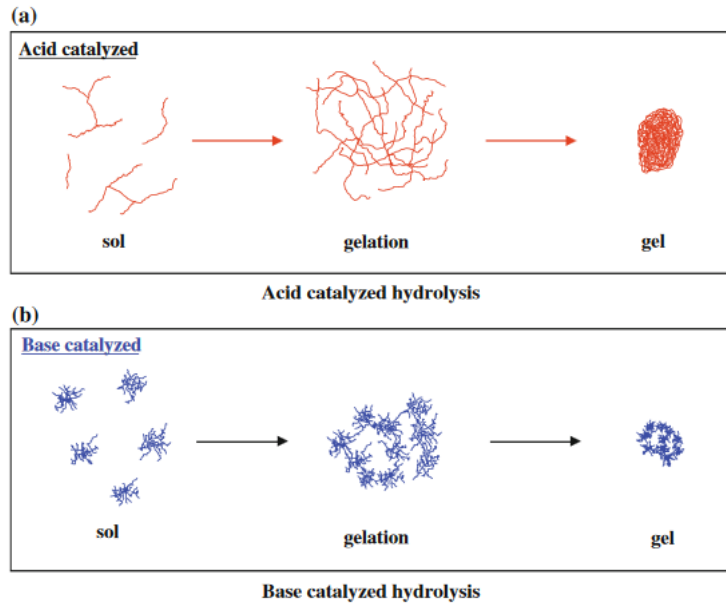 (a)
Acid catalyzed
sol gelation gel
Acid catalyzed hydrolysis
(b)
Base catalyzed
sol gelation gel
Base catalyzed hydrolysis